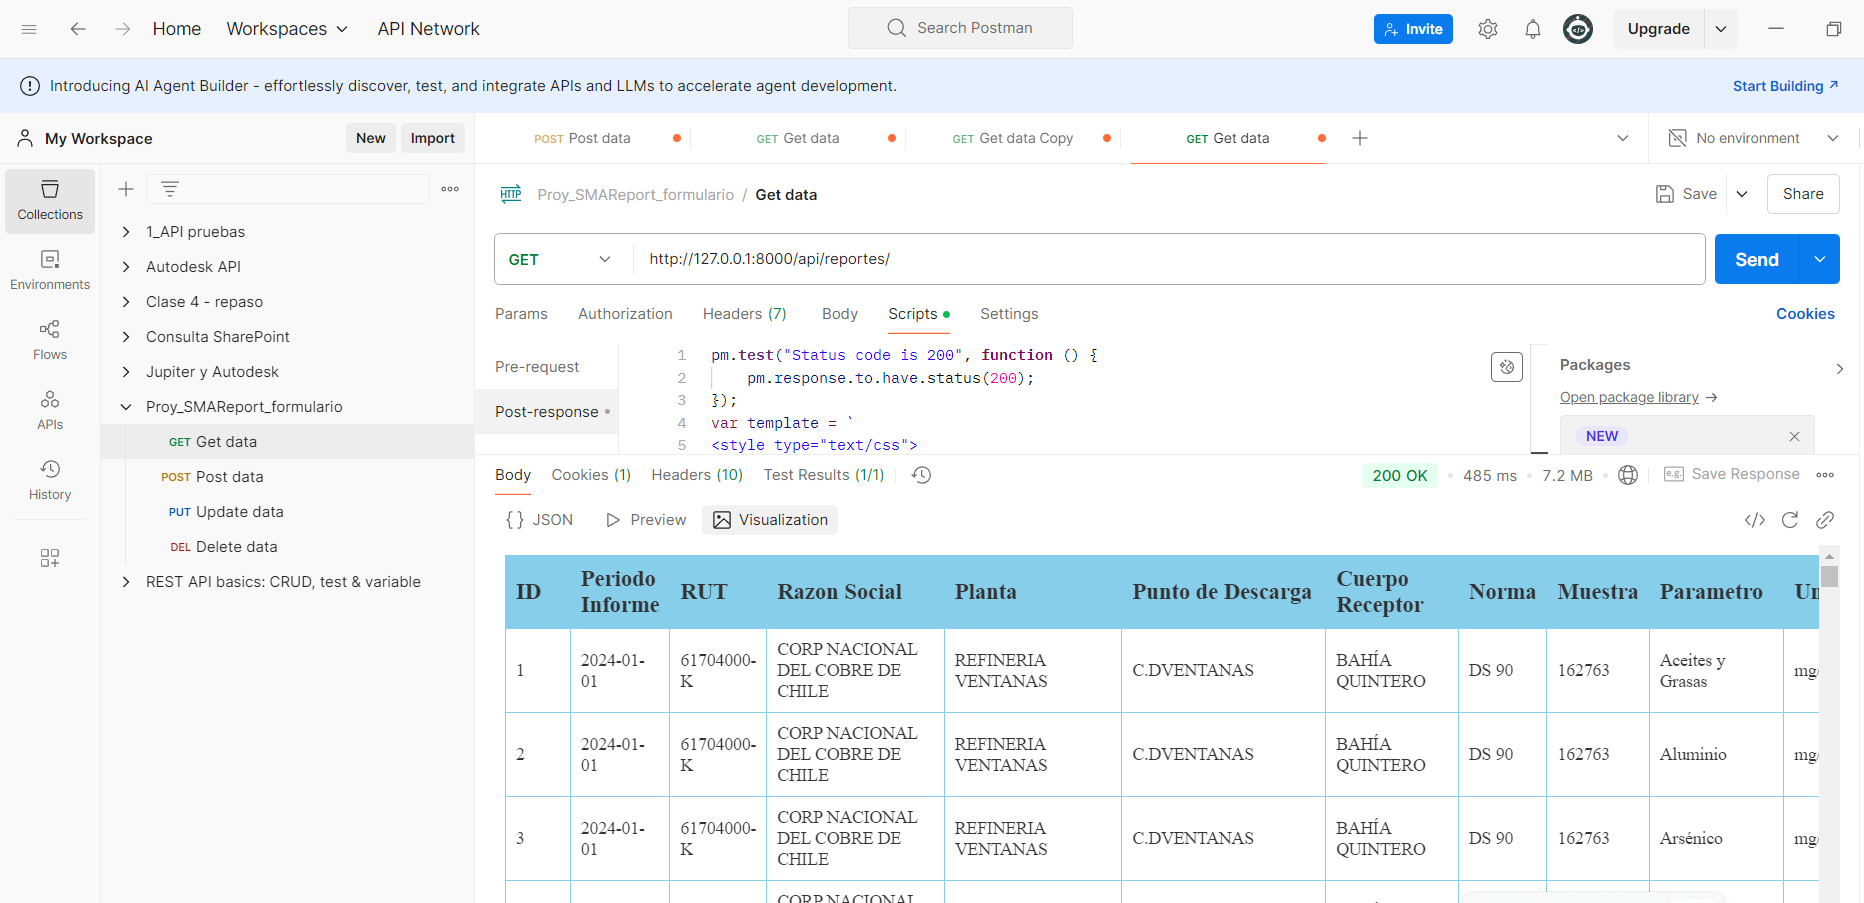 Home Workspaces API Network Search Postman Invite Upgrade
Introducing AI Agent Builder - effortlessly discover, test, and integrate APIs and LLMs to accelerate agent development. Start Building ↗
My Workspace New Import POST Post data GET Get data GET Get data Copy GET Get data No environment
Collections
Environments
Flows
APIs
History
1_API pruebas
Autodesk API
Clase 4 - repaso
Consulta SharePoint
Jupiter y Autodesk
Proy_SMAReport_formulario
GET Get data
POST Post data
PUT Update data
DEL Delete data
REST API basics: CRUD, test & variable
HTTP Proy_SMAReport_formulario / Get data Save Share
GET http://127.0.0.1:8000/api/reportes/ Send
Params Authorization Headers (7) Body Scripts Settings Cookies
Pre-request
Post-response
1 pm.test("Status code is 200", function () {
2 pm.response.to.have.status(200);
3 });
4 var template = `
5 <style type="text/css">
Packages
Open package library →
NEW
Body Cookies (1) Headers (10) Test Results (1/1) 200 OK 485 ms 7.2 MB e.g. Save Response
{} JSON Preview Visualization
ID Periodo Informe RUT Razon Social Planta Punto de Descarga Cuerpo Receptor Norma Muestra Parametro Un
1 2024-01-01 61704000-K CORP NACIONAL DEL COBRE DE CHILE REFINERIA VENTANAS C.DVENTANAS BAHÍA QUINTERO DS 90 162763 Aceites y Grasas mg/
2 2024-01-01 61704000-K CORP NACIONAL DEL COBRE DE CHILE REFINERIA VENTANAS C.DVENTANAS BAHÍA QUINTERO DS 90 162763 Aluminio mg/
3 2024-01-01 61704000-K CORP NACIONAL DEL COBRE DE CHILE REFINERIA VENTANAS C.DVENTANAS BAHÍA QUINTERO DS 90 162763 Arsénico mg/
CORP NACIONAL